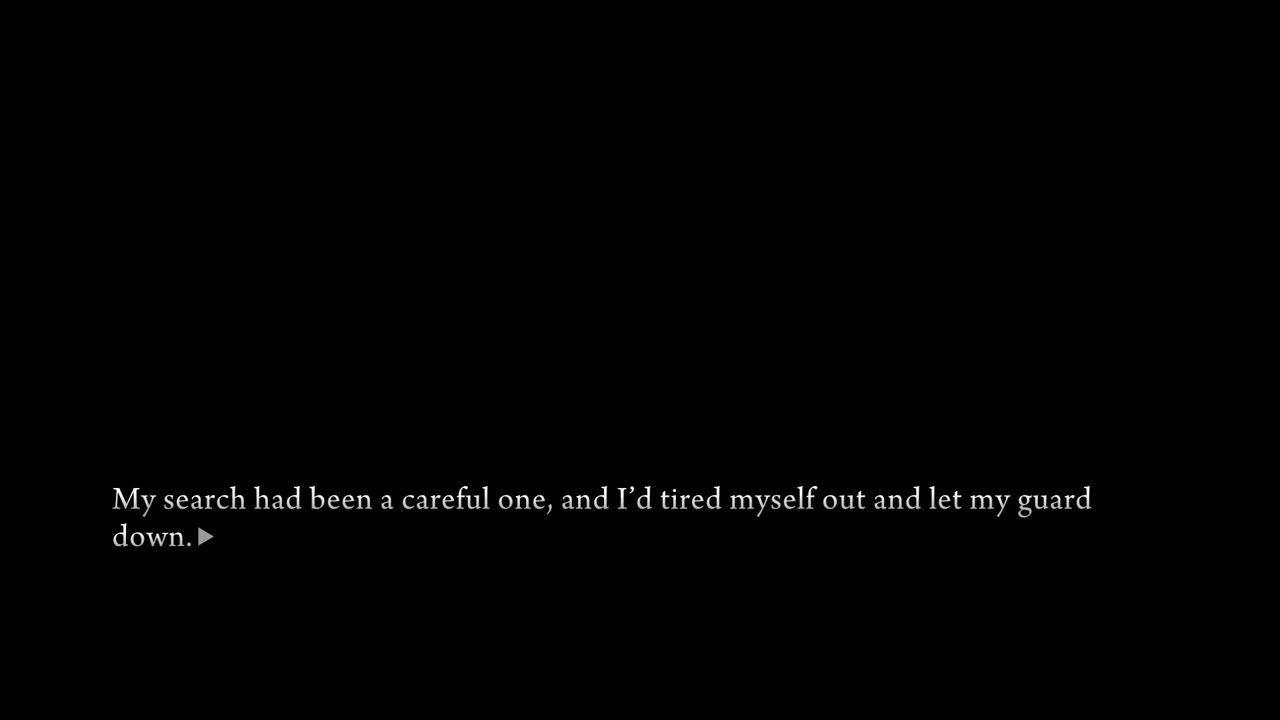 My search had been a careful one, and I’d tired myself out and let my guard
down.